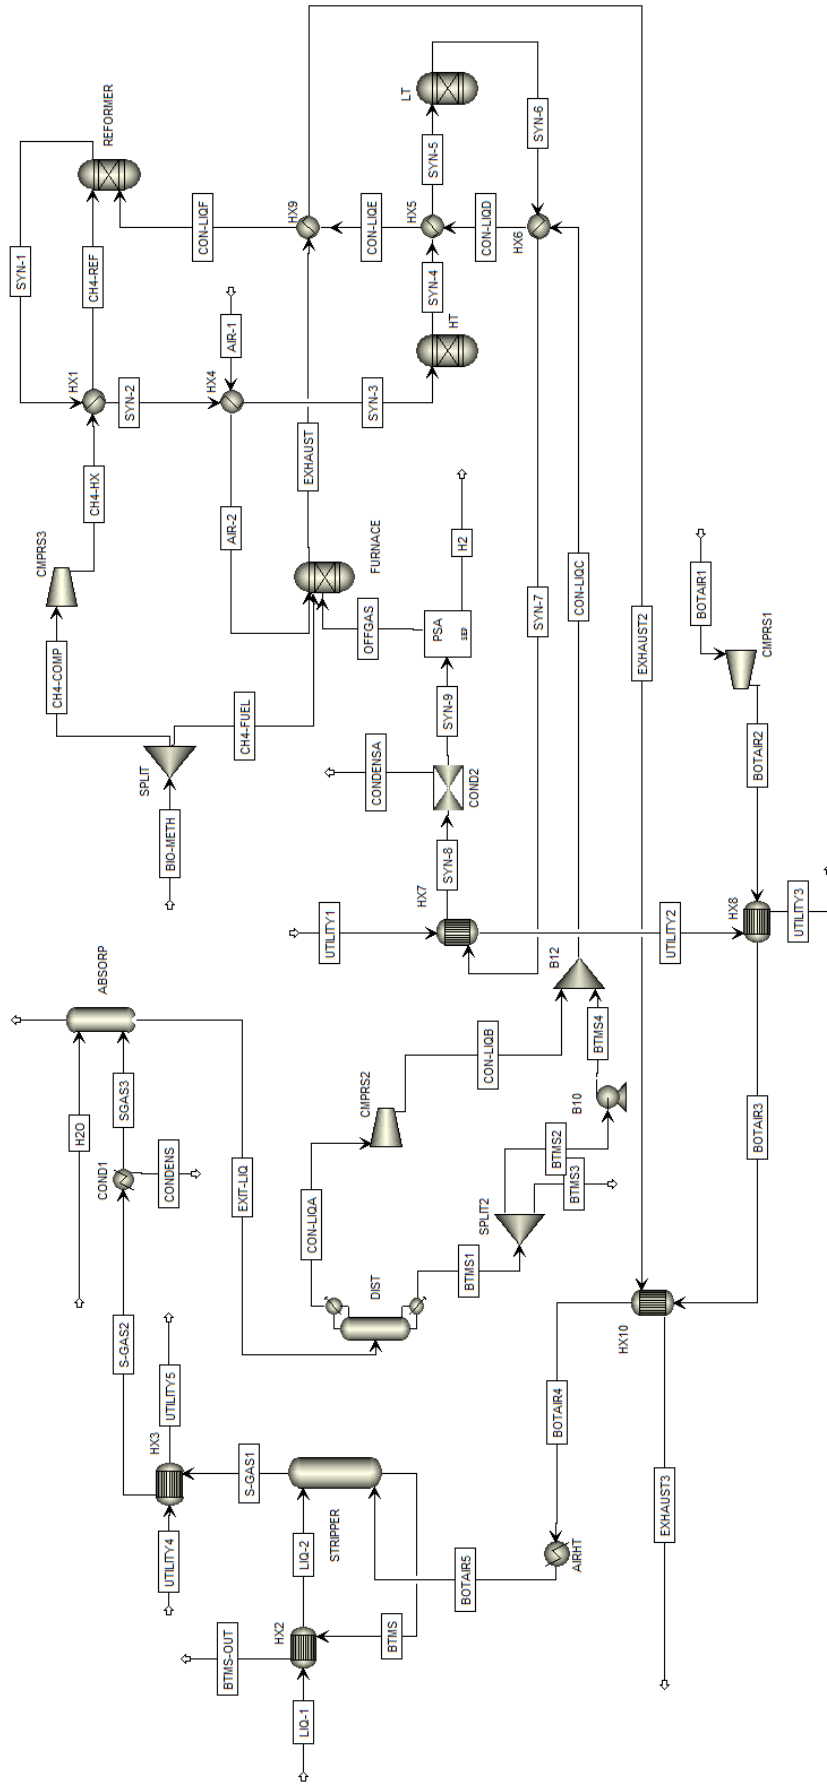 SYN-1
REFORMER
CH4-REF
CON-LIQF
HX1
SYN-2
HX4
AIR-1
CMPRS3
CH4-HX
CH4-COMP
AIR-2
SYN-3
HX9
CON-LIQE
HX5
SYN-5
LT
SYN-6
CON-LIQD
HX6
SYN-4
HT
EXHAUST
FURNACE
OFFGAS
H2
SPLIT
BIO-METH
CH4-FUEL
PSA
SEP
SYN-9
CONDENSA
COND2
SYN-8
HX7
UTILITY1
SYN-7
CON-LIQC
EXHAUST2
BOTAIR1
CMPRS1
BOTAIR2
UTILITY2
HX8
UTILITY3
ABSORP
SGAS3
H2O
COND1
CONDENS
EXIT-LIQ
S-GAS2
B12
CON-LIQB
BTMS4
CMPRS2
B10
CON-LIQA
BTMS2
BTMS3
SPLIT2
DIST
BTMS1
BOTAIR3
HX10
UTILITY5
HX3
UTILITY4
S-GAS1
STRIPPER
LIQ-2
BOTAIR4
AIRHT
BOTAIR5
EXHAUST3
BTMS-OUT
HX2
BTMS
LIQ-1